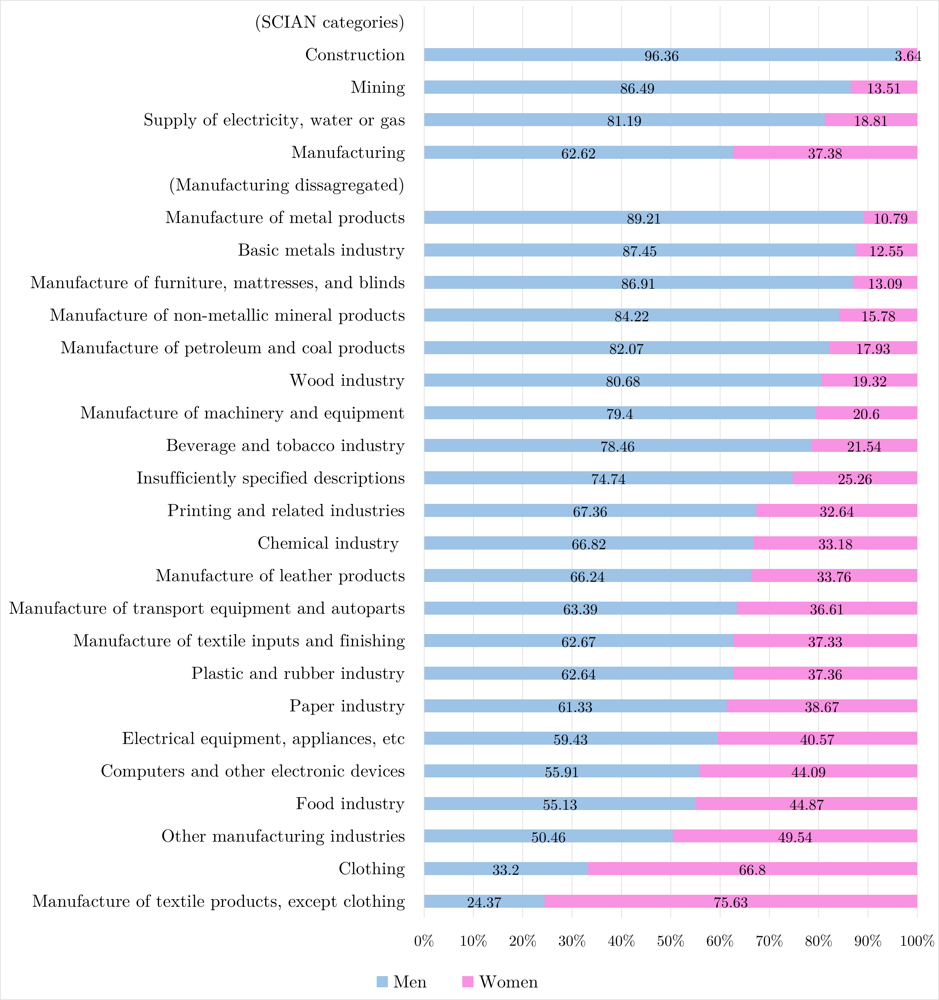 (SCIAN categories)
Construction 96.36 3.64
Mining 86.49 13.51
Supply of electricity, water or gas 81.19 18.81
Manufacturing 62.62 37.38
(Manufacturing dissagregated)
Manufacture of metal products 89.21 10.79
Basic metals industry 87.45 12.55
Manufacture of furniture, mattresses, and blinds 86.91 13.09
Manufacture of non-metallic mineral products 84.22 15.78
Manufacture of petroleum and coal products 82.07 17.93
Wood industry 80.68 19.32
Manufacture of machinery and equipment 79.4 20.6
Beverage and tobacco industry 78.46 21.54
Insufficiently specified descriptions 74.74 25.26
Printing and related industries 67.36 32.64
Chemical industry 66.82 33.18
Manufacture of leather products 66.24 33.76
Manufacture of transport equipment and autoparts 63.39 36.61
Manufacture of textile inputs and finishing 62.67 37.33
Plastic and rubber industry 62.64 37.36
Paper industry 61.33 38.67
Electrical equipment, appliances, etc 59.43 40.57
Computers and other electronic devices 55.91 44.09
Food industry 55.13 44.87
Other manufacturing industries 50.46 49.54
Clothing 33.2 66.8
Manufacture of textile products, except clothing 24.37 75.63
0% 10% 20% 30% 40% 50% 60% 70% 80% 90% 100%
Men Women